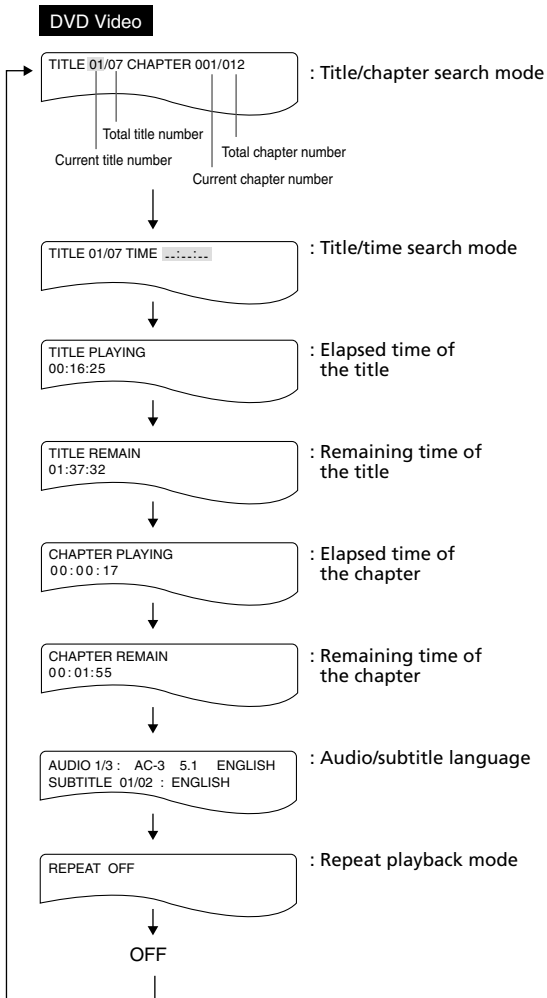 DVD Video
TITLE 01/07 CHAPTER 001/012
: Title/chapter search mode
Total title number
Total chapter number
Current title number
Current chapter number
TITLE 01/07 TIME --:--:--
: Title/time search mode
TITLE PLAYING
00:16:25
: Elapsed time of
the title
TITLE REMAIN
01:37:32
: Remaining time of
the title
CHAPTER PLAYING
00:00:17
: Elapsed time of
the chapter
CHAPTER REMAIN
00:01:55
: Remaining time of
the chapter
AUDIO 1/3 : AC-3 5.1 ENGLISH
SUBTITLE 01/02 : ENGLISH
: Audio/subtitle language
REPEAT OFF
: Repeat playback mode
OFF